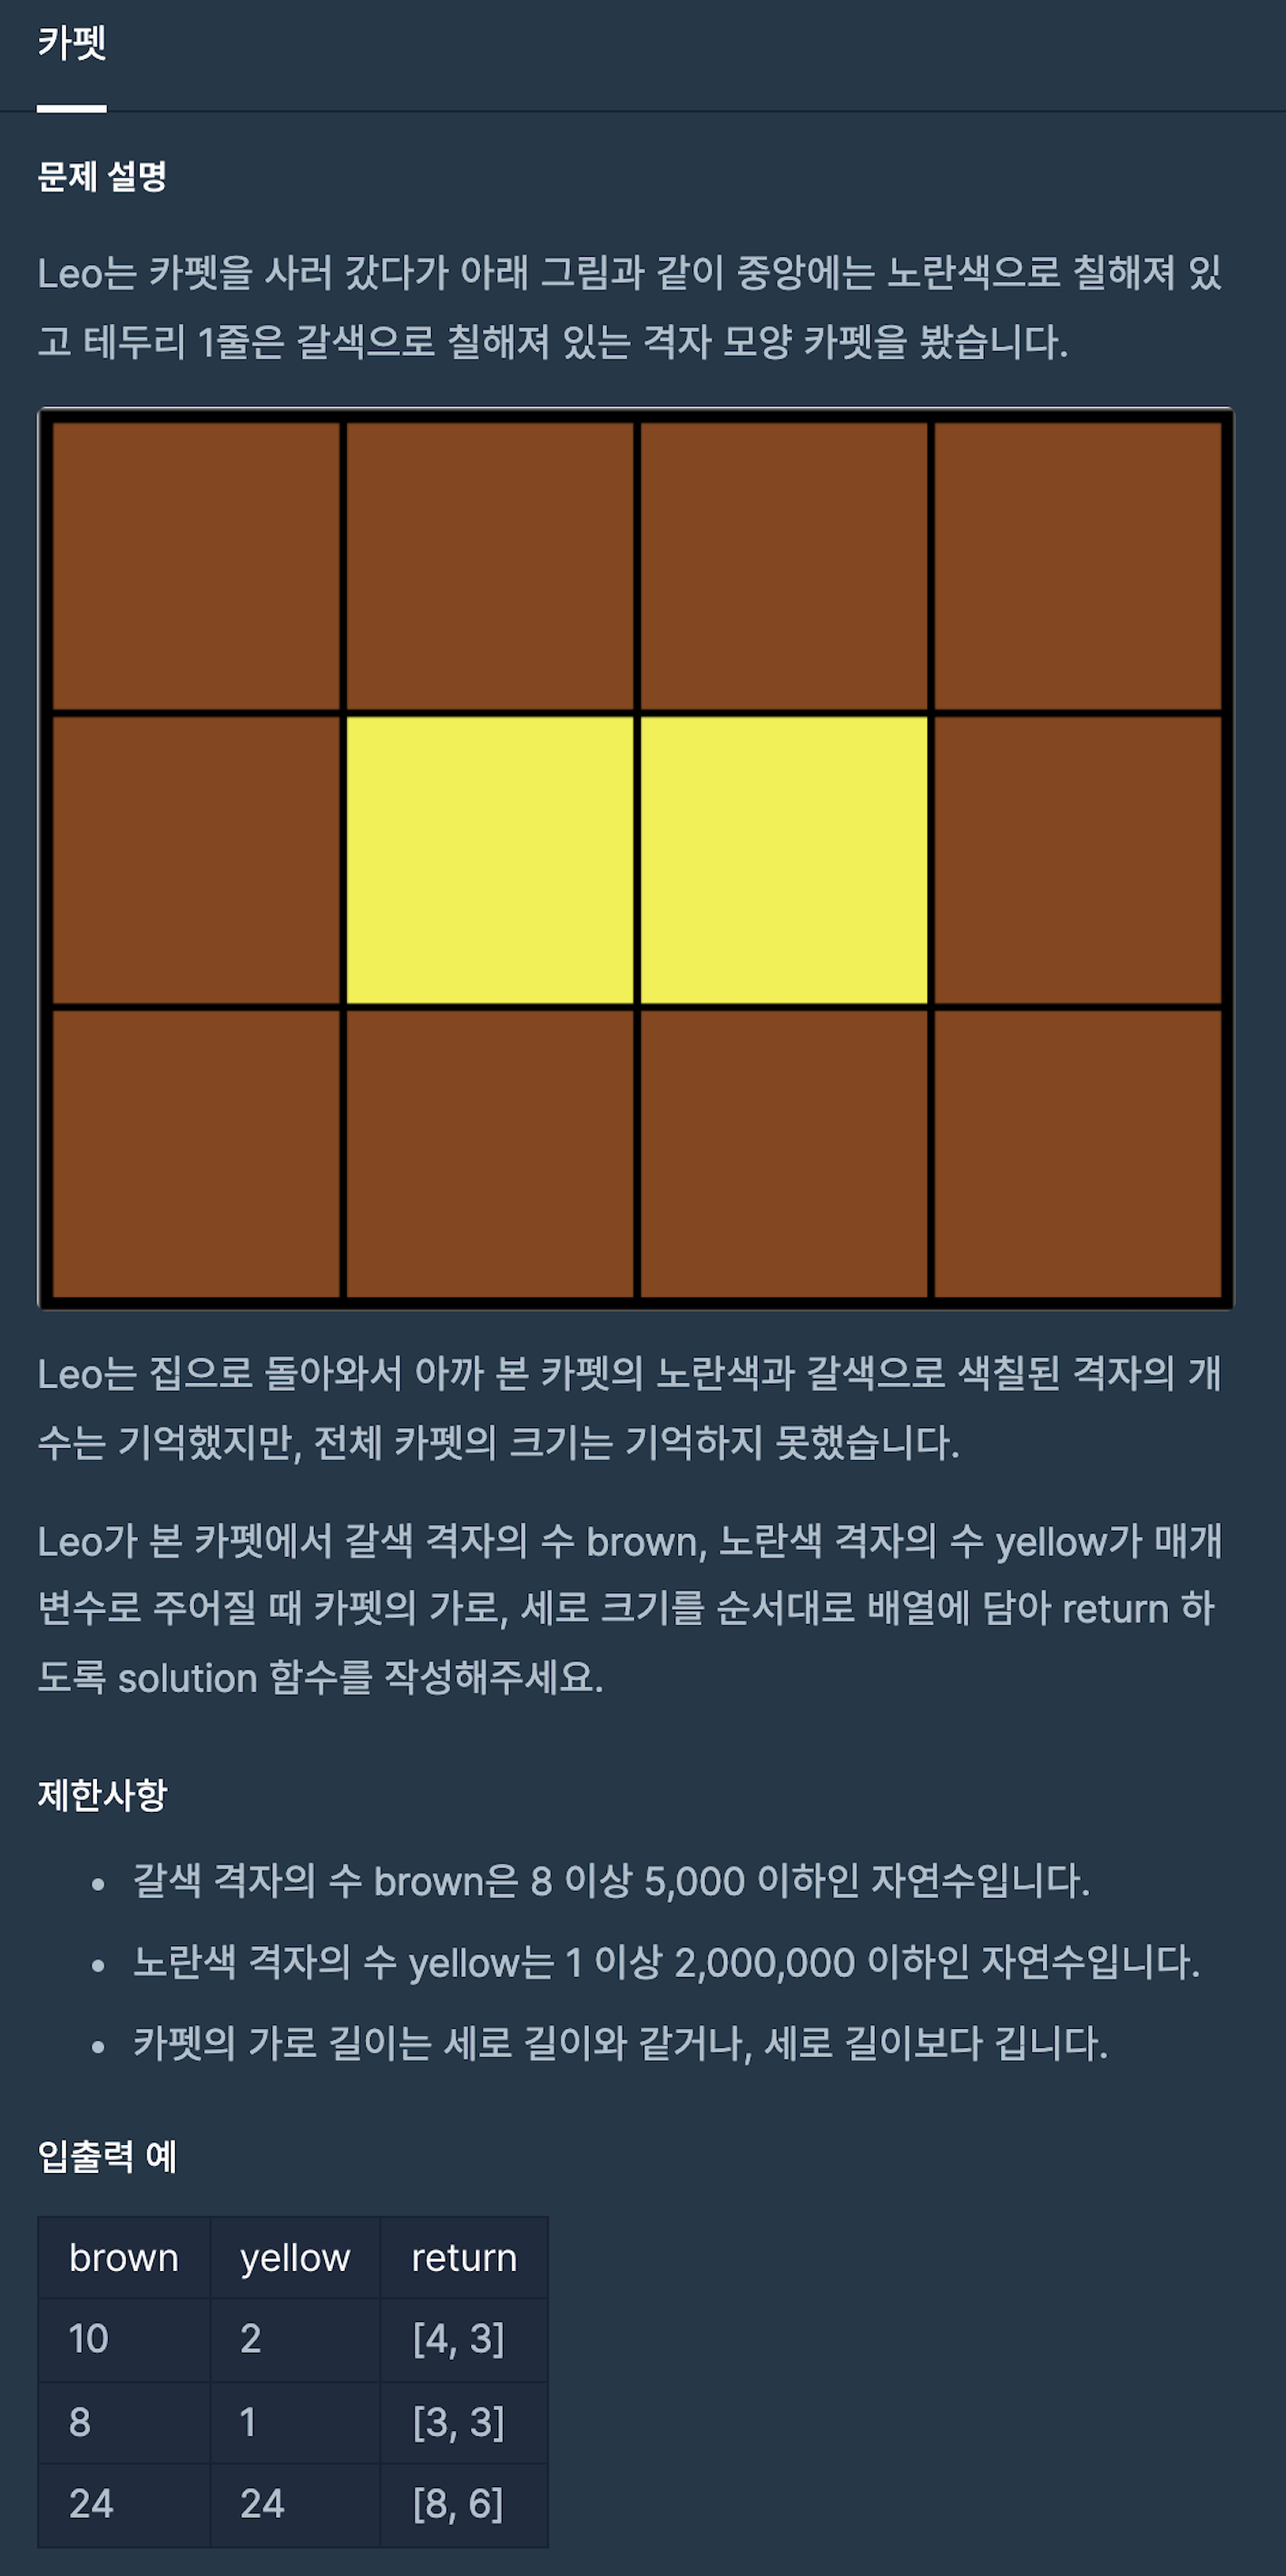 카펫
문제 설명
Leo는 카펫을 사러 갔다가 아래 그림과 같이 중앙에는 노란색으로 칠해져 있
고 테두리 1줄은 갈색으로 칠해져 있는 격자 모양 카펫을 봤습니다.
Leo는 집으로 돌아와서 아까 본 카펫의 노란색과 갈색으로 색칠된 격자의 개
수는 기억했지만, 전체 카펫의 크기는 기억하지 못했습니다.
Leo가 본 카펫에서 갈색 격자의 수 brown, 노란색 격자의 수 yellow가 매개
변수로 주어질 때 카펫의 가로, 세로 크기를 순서대로 배열에 담아 return 하
도록 solution 함수를 작성해주세요.
제한사항
• 갈색 격자의 수 brown은 8 이상 5,000 이하인 자연수입니다.
• 노란색 격자의 수 yellow는 1 이상 2,000,000 이하인 자연수입니다.
• 카펫의 가로 길이는 세로 길이와 같거나, 세로 길이보다 깁니다.
입출력 예
brown yellow return
10 2 [4, 3]
8 1 [3, 3]
24 24 [8, 6]